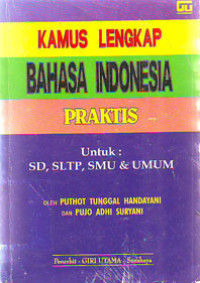 GU
KAMUS LENGKAP
BAHASA INDONESIA
PRAKTIS
Untuk :
SD, SLTP, SMU & UMUM
OLEH PUTHOT TUNGGAL HANDAYANI
DAN PUJO ADHI SURYANI
Penerbit - GIRI UTAMA - Surabaya